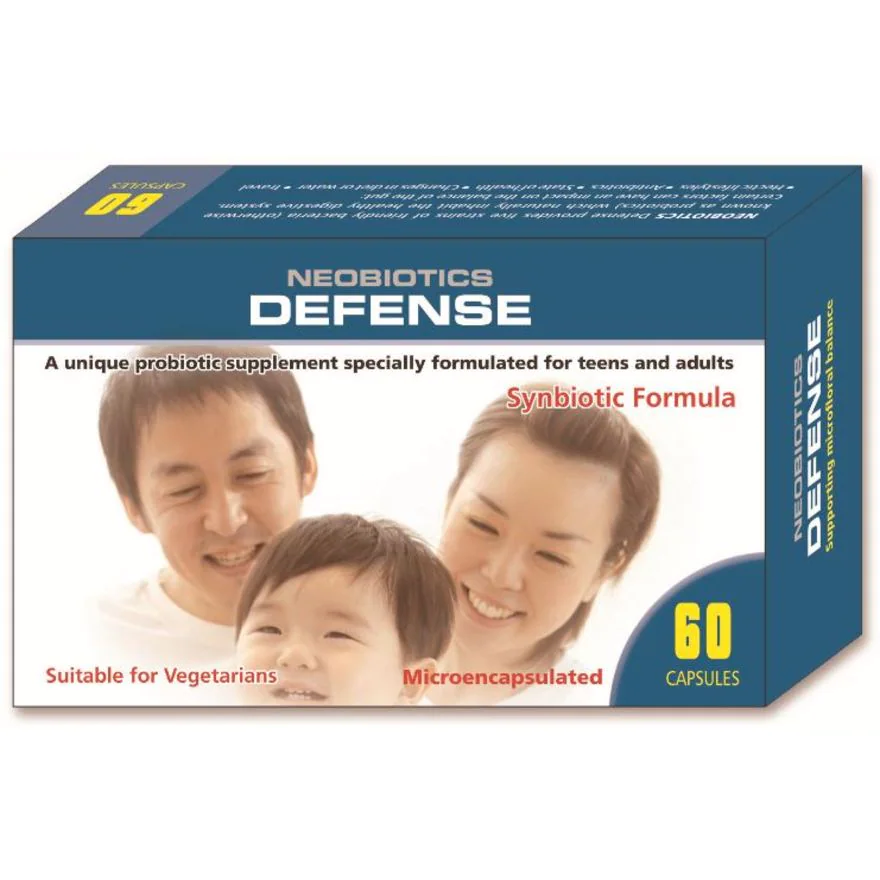 60
CAPSULES
NEOBIOTICS Defense provides live strains of friendly bacteria (otherwise
known as probiotics) which naturally inhabit the healthy digestive system.
Certain factors can have an impact on the balance of the gut:
• Hectic lifestyles • Antibiotics • State of health • Changes in diet or water • Travel
NEOBIOTICS
DEFENSE
A unique probiotic supplement specially formulated for teens and adults
Synbiotic Formula
Suitable for Vegetarians
Microencapsulated
60
CAPSULES
NEOBIOTICS
DEFENSE
Supporting microfloral balance